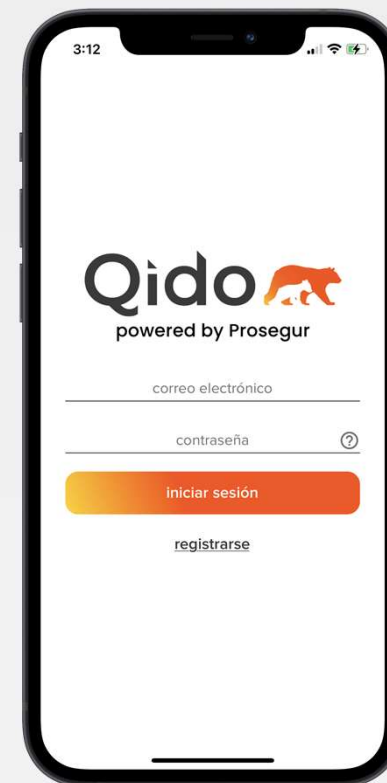 3:12
Qido
powered by Prosegur
correo electrónico
contraseña
iniciar sesión
registrarse